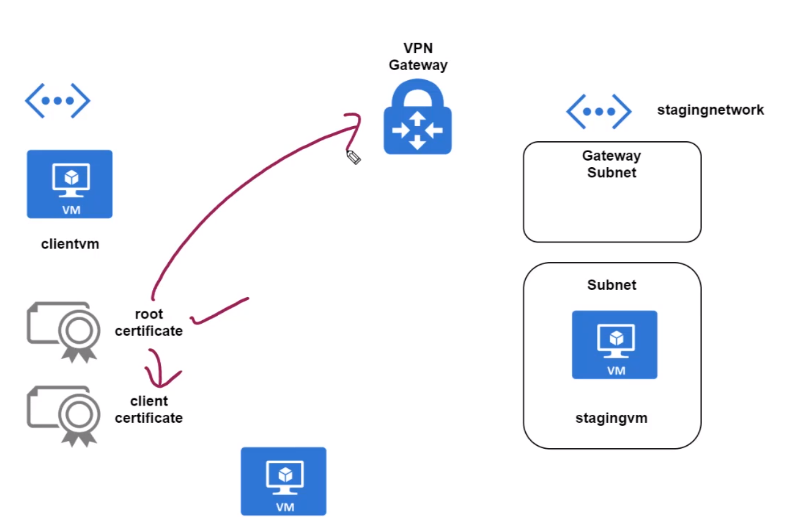 VPN
Gateway
stagingnetwork
Gateway
Subnet
VM
clientvm
Subnet
root
certificate
VM
client
certificate
stagingvm
VM